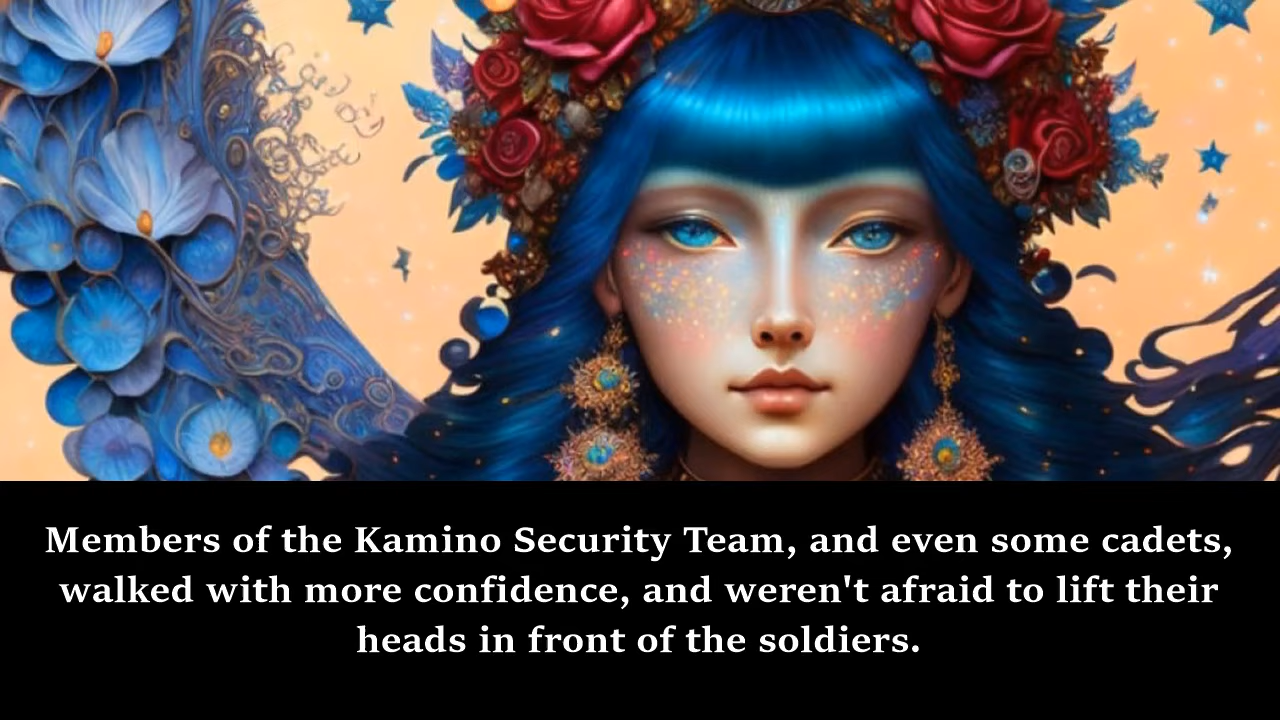 Members of the Kamino Security Team, and even some cadets,
walked with more confidence, and weren't afraid to lift their
heads in front of the soldiers.